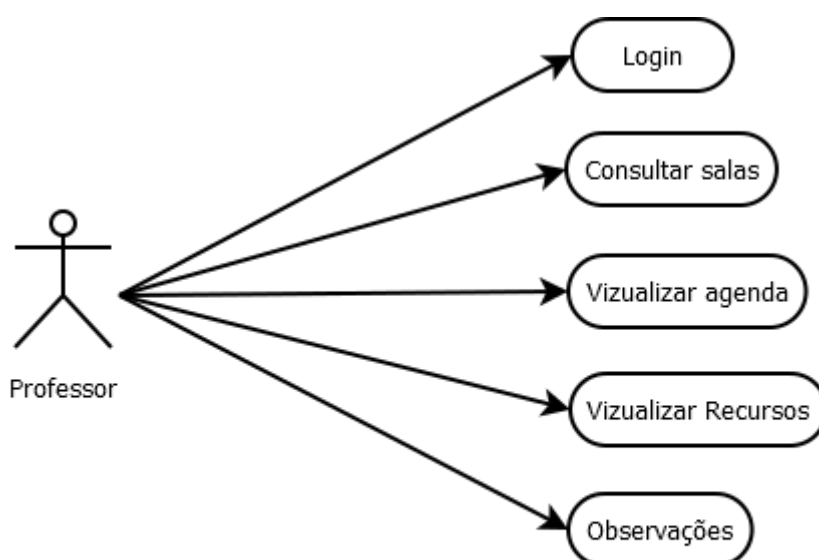 Login
Consultar salas
Vizualizar agenda
Professor
Vizualizar Recursos
Observações